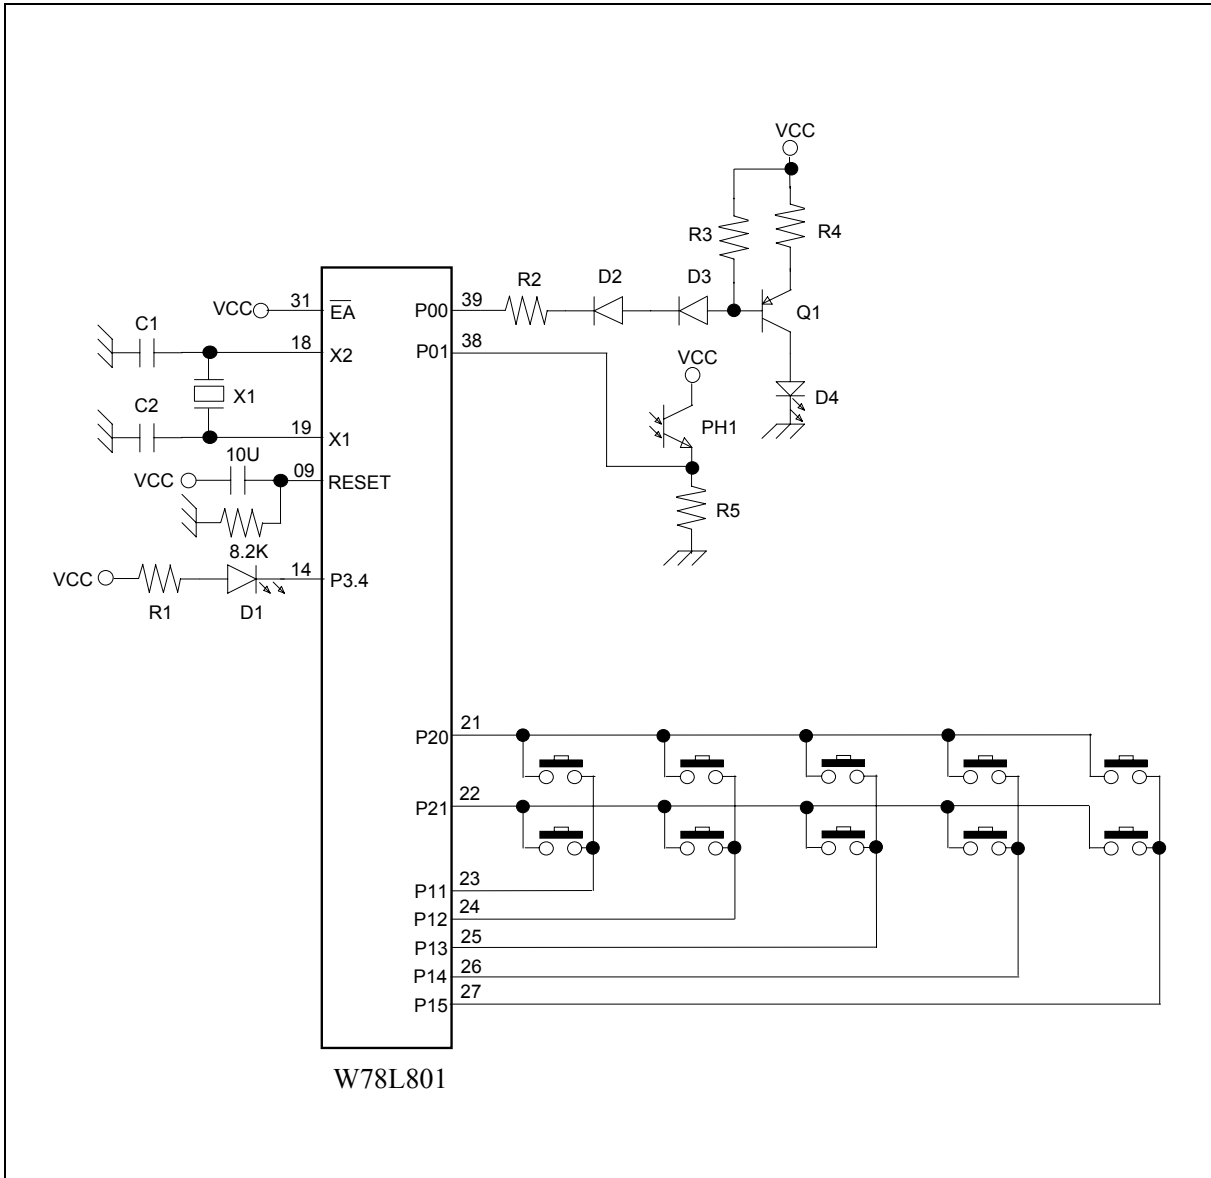 VCC
R3
R4
R2
D2
D3
VCC
31
EA
P00
39
Q1
C1
18
X2
P01
38
VCC
X1
D4
C2
19
X1
PH1
10U
VCC
09
RESET
R5
8.2K
VCC
14
P3.4
R1
D1
P20
21
P21
22
P11
23
P12
24
P13
25
P14
26
P15
27
W78L801